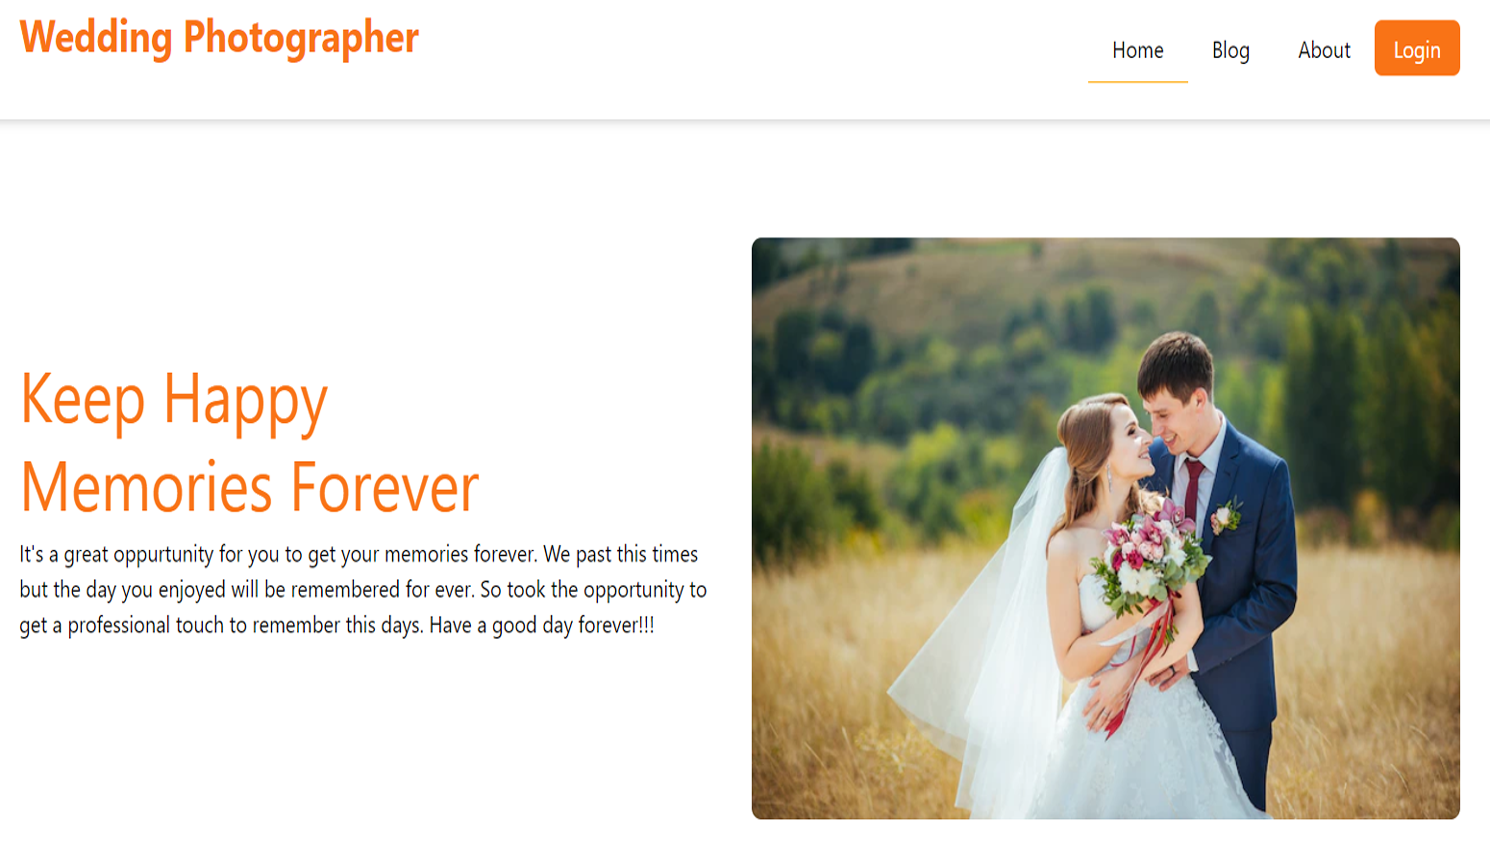 Wedding Photographer
Home Blog About Login
Keep Happy
Memories Forever
It's a great oppurtunity for you to get your memories forever. We past this times
but the day you enjoyed will be remembered for ever. So took the opportunity to
get a professional touch to remember this days. Have a good day forever!!!